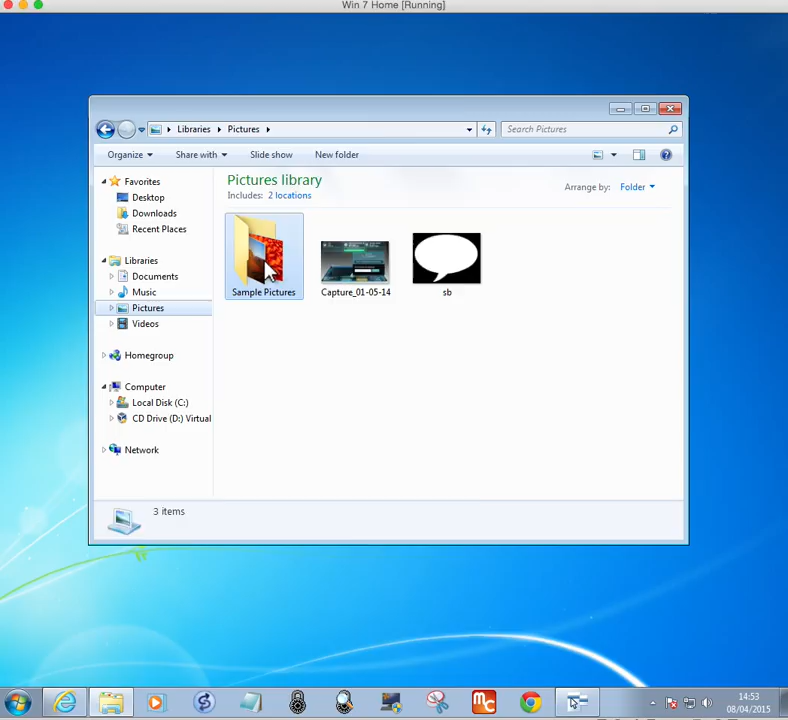 Win 7 Home [Running]
Libraries Pictures
Search Pictures
Organize Share with Slide show New folder
Favorites
Desktop
Downloads
Recent Places
Libraries
Documents
Music
Pictures
Videos
Homegroup
Computer
Local Disk (C:)
CD Drive (D:) Virtual
Network
Pictures library
Includes: 2 locations
Arrange by: Folder
Sample Pictures
Capture_01-05-14
sb
3 items
14:53
08/04/2015